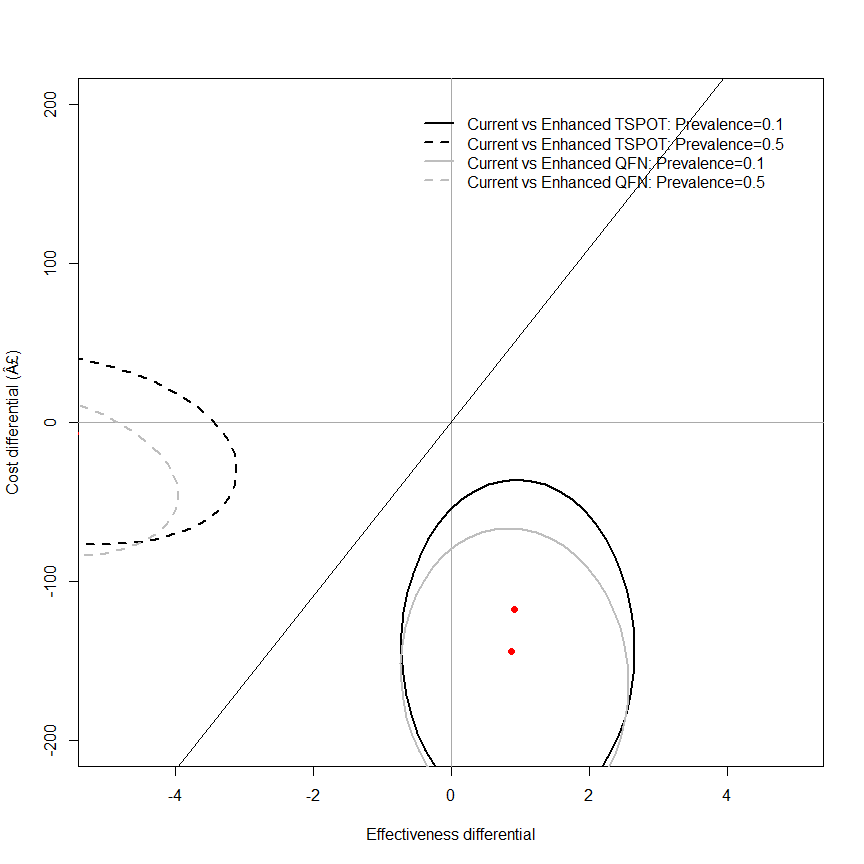 200
100
0
-100
-200
Cost differential (Â£)
Current vs Enhanced TSPOT: Prevalence=0.1
Current vs Enhanced TSPOT: Prevalence=0.5
Current vs Enhanced QFN: Prevalence=0.1
Current vs Enhanced QFN: Prevalence=0.5
-4 -2 0 2 4
Effectiveness differential